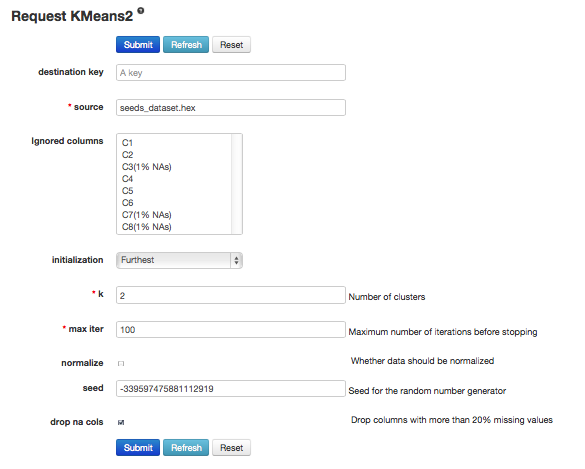 Request KMeans2 ?
Submit Refresh Reset
destination key A key
* source seeds_dataset.hex
Ignored columns
C1
C2
C3(1% NAs)
C4
C5
C6
C7(1% NAs)
C8(1% NAs)
initialization Furthest
* k 2 Number of clusters
* max iter 100 Maximum number of iterations before stopping
normalize Whether data should be normalized
seed -339597475881112919 Seed for the random number generator
drop na cols Drop columns with more than 20% missing values
Submit Refresh Reset